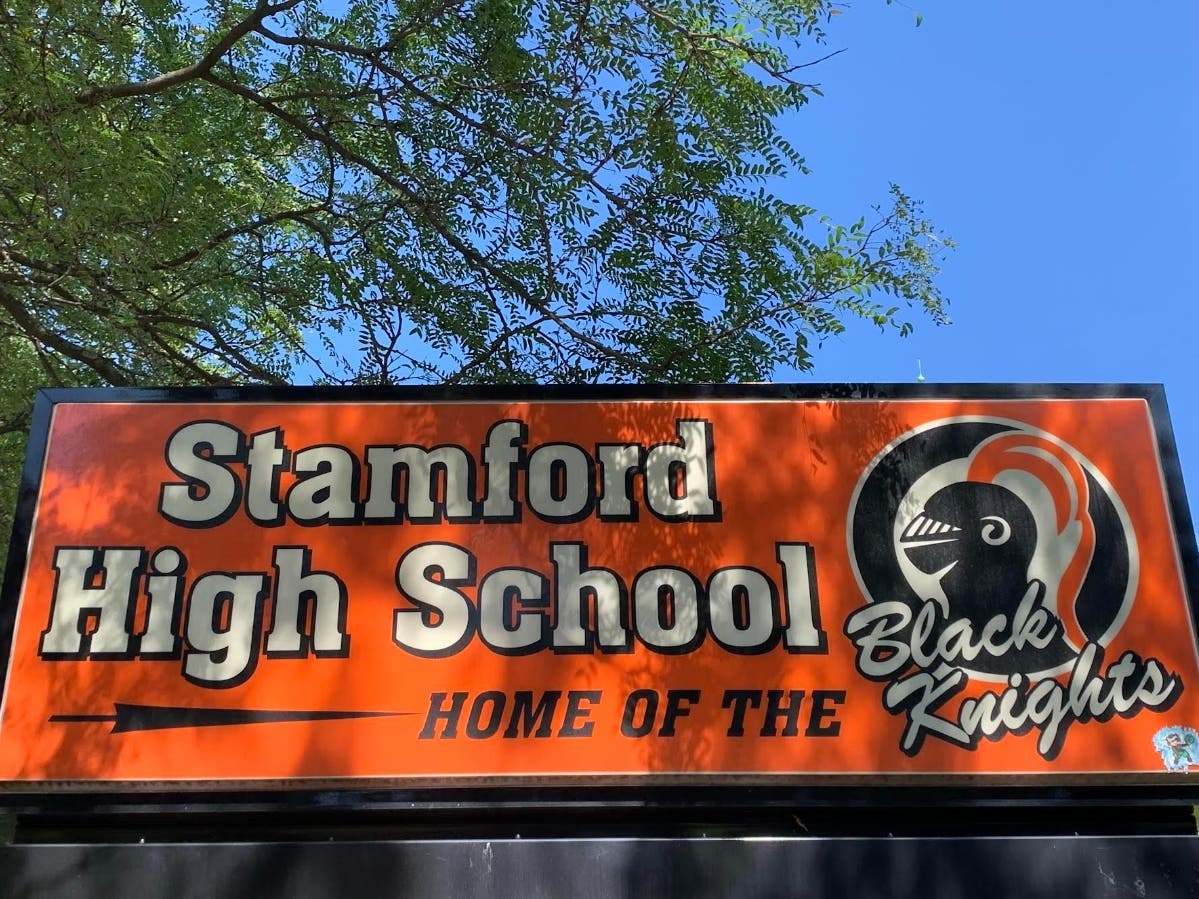 Stamford
High School
HOME OF THE
Black
Knights